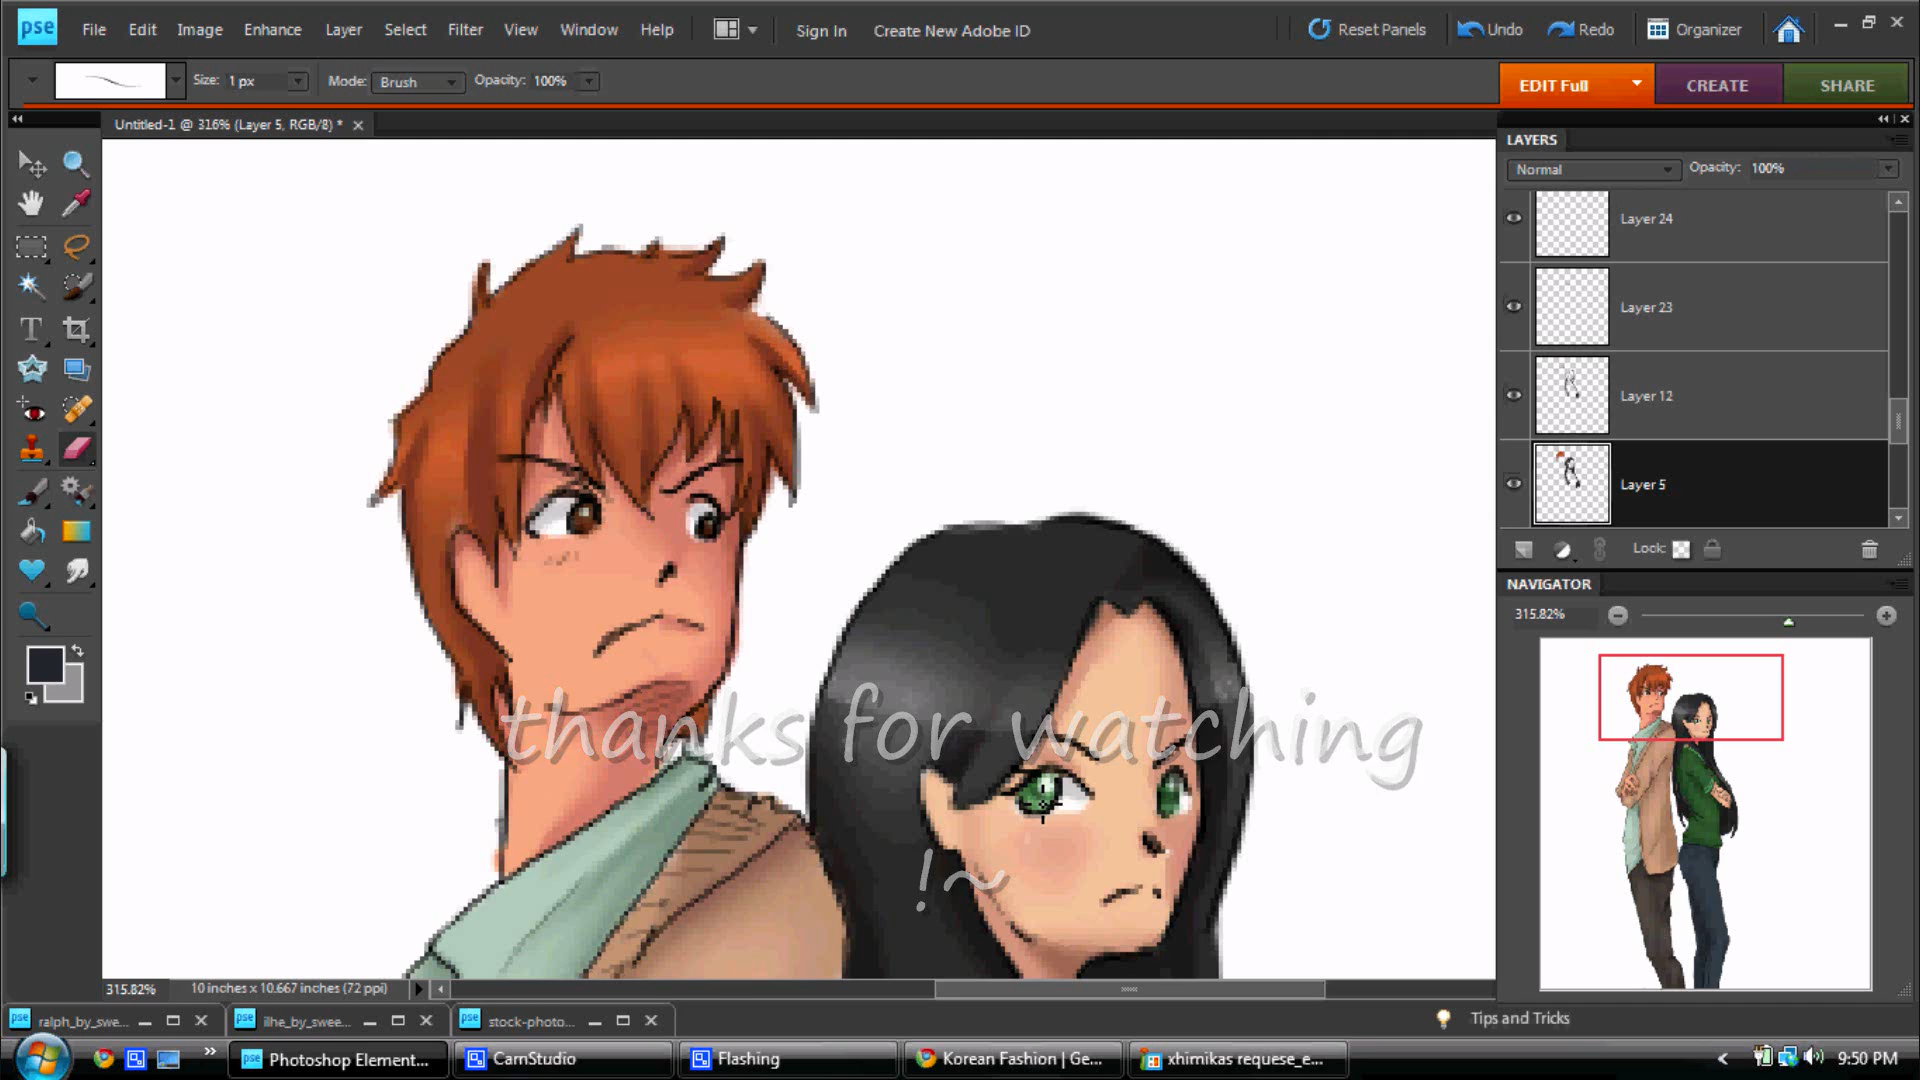 pse File Edit Image Enhance Layer Select Filter View Window Help Sign In Create New Adobe ID Reset Panels Undo Redo Organizer
Size: 1 px Mode: Brush Opacity: 100% EDIT Full CREATE SHARE
Untitled-1 @ 316% (Layer 5, RGB/8) *
LAYERS
Normal Opacity: 100%
Layer 24
Layer 23
Layer 12
Layer 5
Lock:
NAVIGATOR
315.82%
thanks for watching
!~
315.82% 10 inches x 10.667 inches (72 ppi)
pse ralph_by_swe... pse ilhe_by_swee... pse stock-photo... Tips and Tricks
pse Photoshop Element... CamStudio Flashing Korean Fashion | Ge... xhimikas requese_e... 9:50 PM